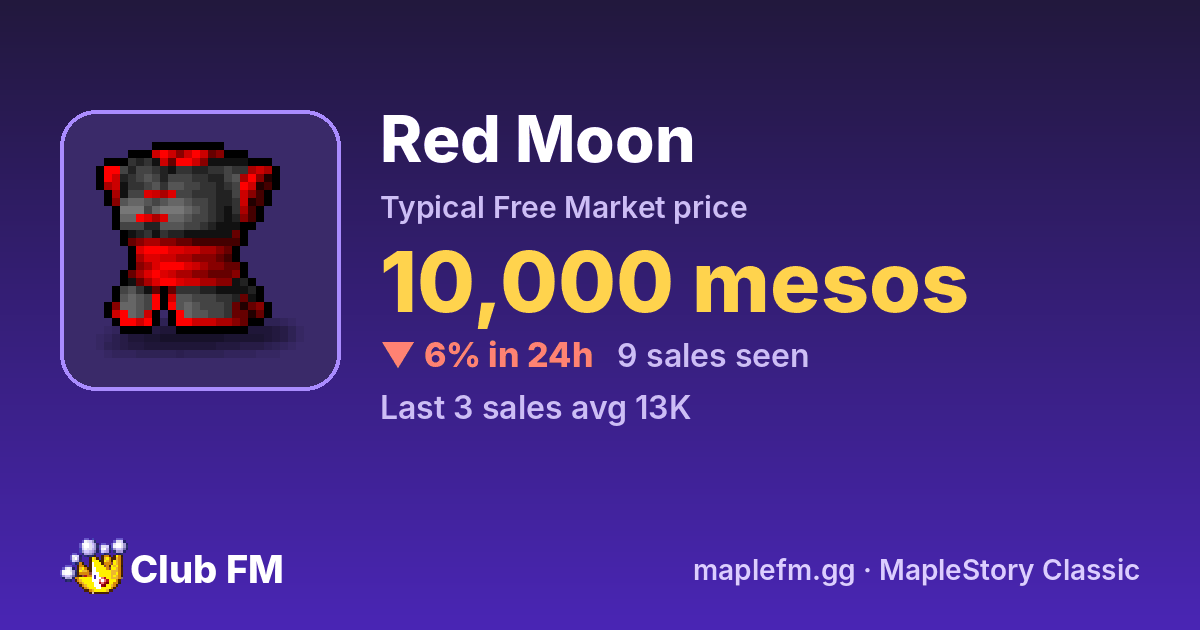 Red Moon
Typical Free Market price
10,000 mesos
▼ 6% in 24h 9 sales seen
Last 3 sales avg 13K
Club FM
maplefm.gg · MapleStory Classic